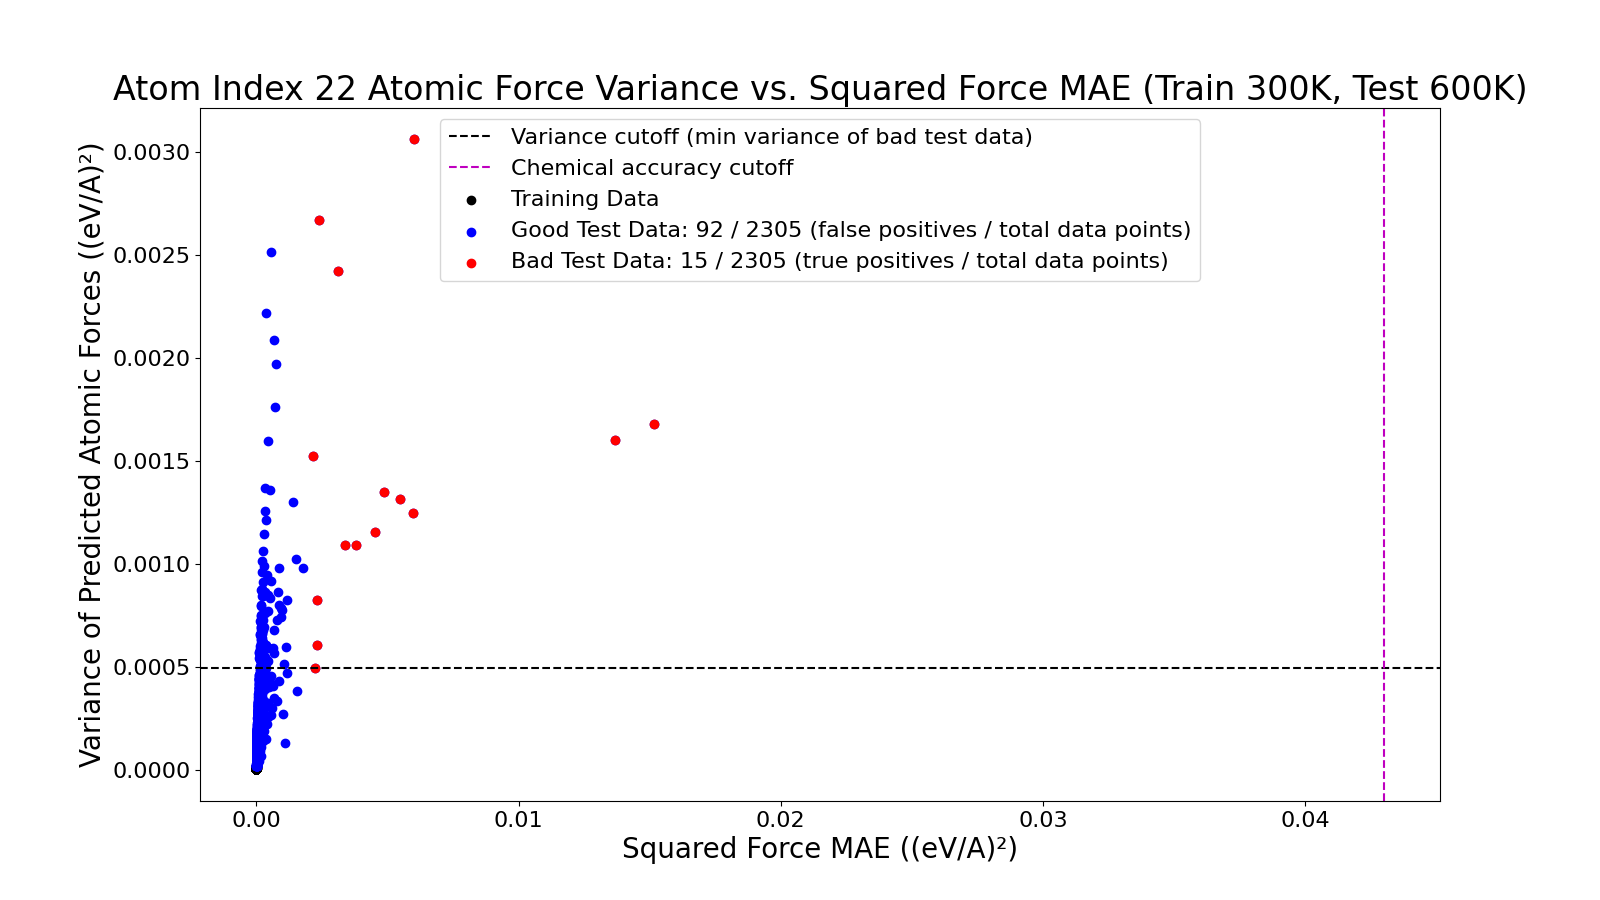 Atom Index 22 Atomic Force Variance vs. Squared Force MAE (Train 300K, Test 600K)
Variance cutoff (min variance of bad test data)
Chemical accuracy cutoff
Training Data
Good Test Data: 92 / 2305 (false positives / total data points)
Bad Test Data: 15 / 2305 (true positives / total data points)
Variance of Predicted Atomic Forces ((eV/A)²)
0.0030
0.0025
0.0020
0.0015
0.0010
0.0005
0.0000
0.00 0.01 0.02 0.03 0.04
Squared Force MAE ((eV/A)²)